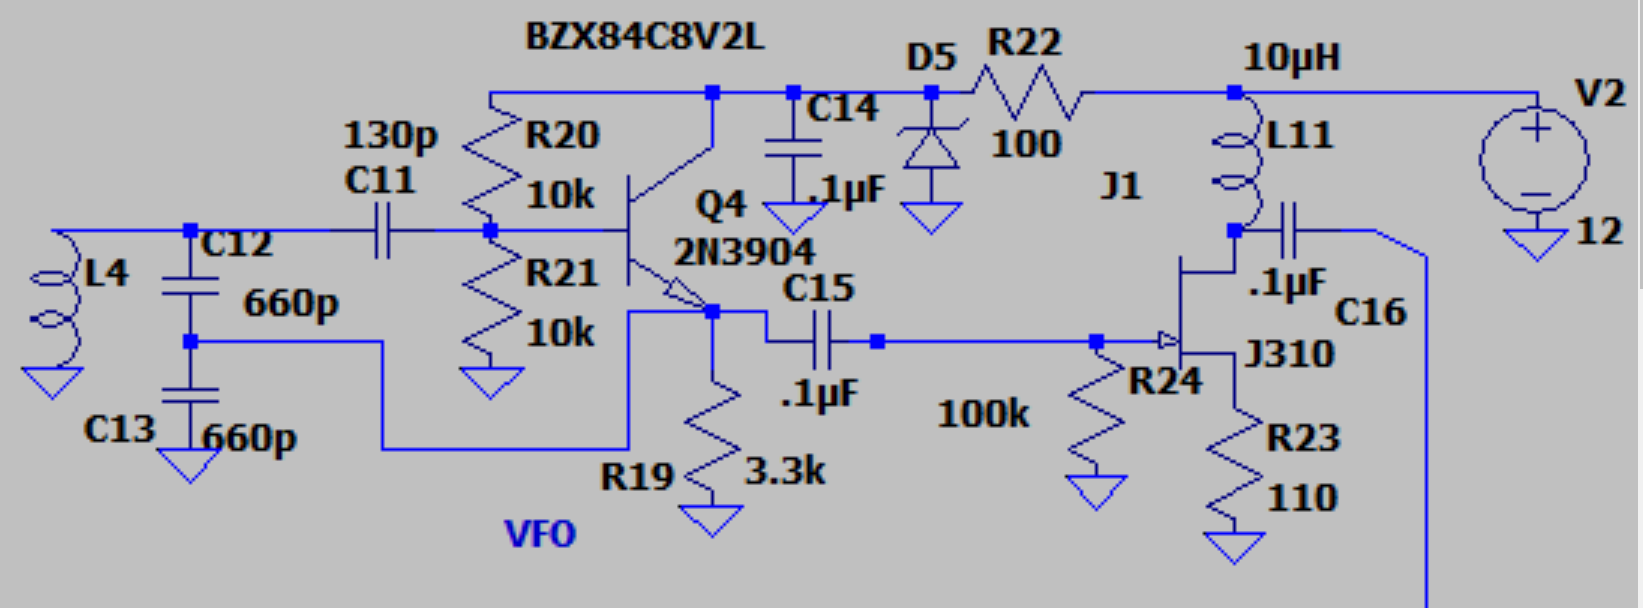 BZX84C8V2L
D5
R22
10µH
V2
C14
130p
R20
100
L11
C11
10k
Q4
.1µF
J1
C12
2N3904
12
L4
R21
C15
.1µF
660p
C16
10k
J310
.1µF
R24
100k
C13
660p
R23
R19
3.3k
110
VFO